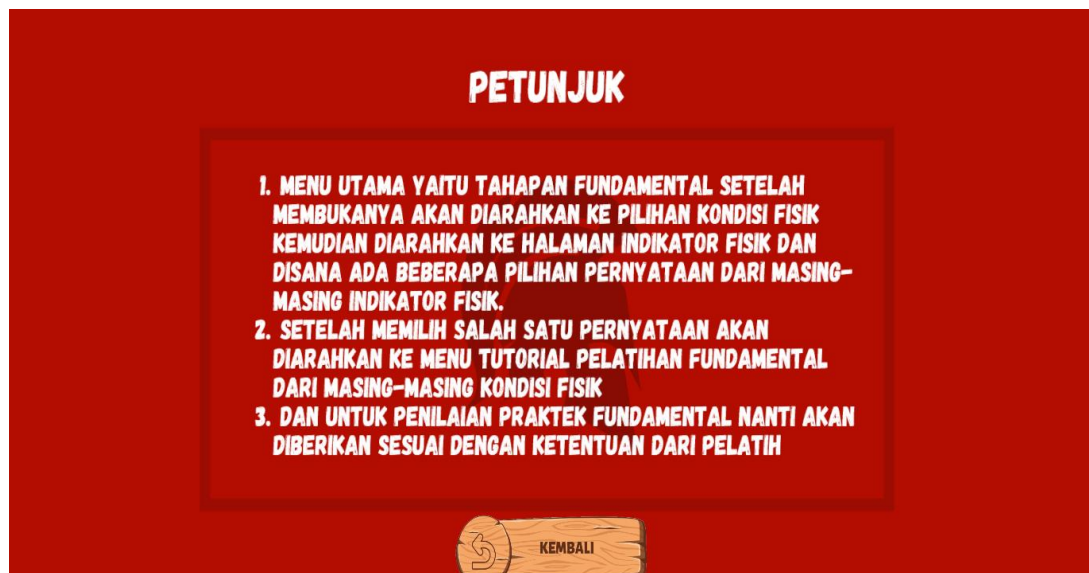 PETUNJUK
1. MENU UTAMA YAITU TAHAPAN FUNDAMENTAL SETELAH
MEMBUKANYA AKAN DIARAHKAN KE PILIHAN KONDISI FISIK
KEMUDIAN DIARAHKAN KE HALAMAN INDIKATOR FISIK DAN
DISANA ADA BEBERAPA PILIHAN PERNYATAAN DARI MASING-
MASING INDIKATOR FISIK.
2. SETELAH MEMILIH SALAH SATU PERNYATAAN AKAN
DIARAHKAN KE MENU TUTORIAL PELATIHAN FUNDAMENTAL
DARI MASING-MASING KONDISI FISIK
3. DAN UNTUK PENILAIAN PRAKTEK FUNDAMENTAL NANTI AKAN
DIBERIKAN SESUAI DENGAN KETENTUAN DARI PELATIH
KEMBALI